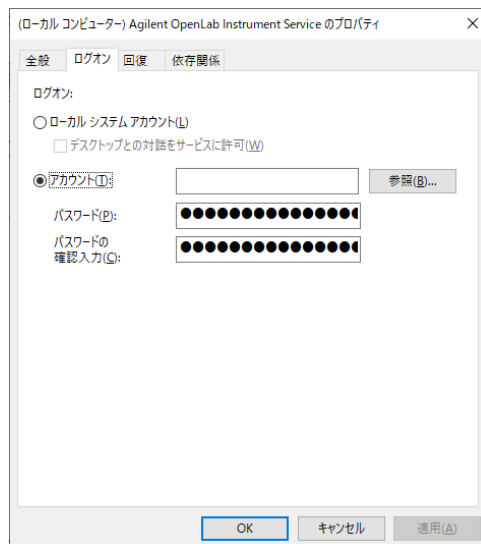 (ローカル コンピューター) Agilent OpenLab Instrument Service のプロパティ
全般 ログオン 回復 依存関係
ログオン:
ローカル システム アカウント(L)
デスクトップとの対話をサービスに許可(W)
アカウント(T): 参照(B)...
パスワード(P): ●●●●●●●●●●●●●●●
パスワードの
確認入力(C): ●●●●●●●●●●●●●●●
OK キャンセル 適用(A)